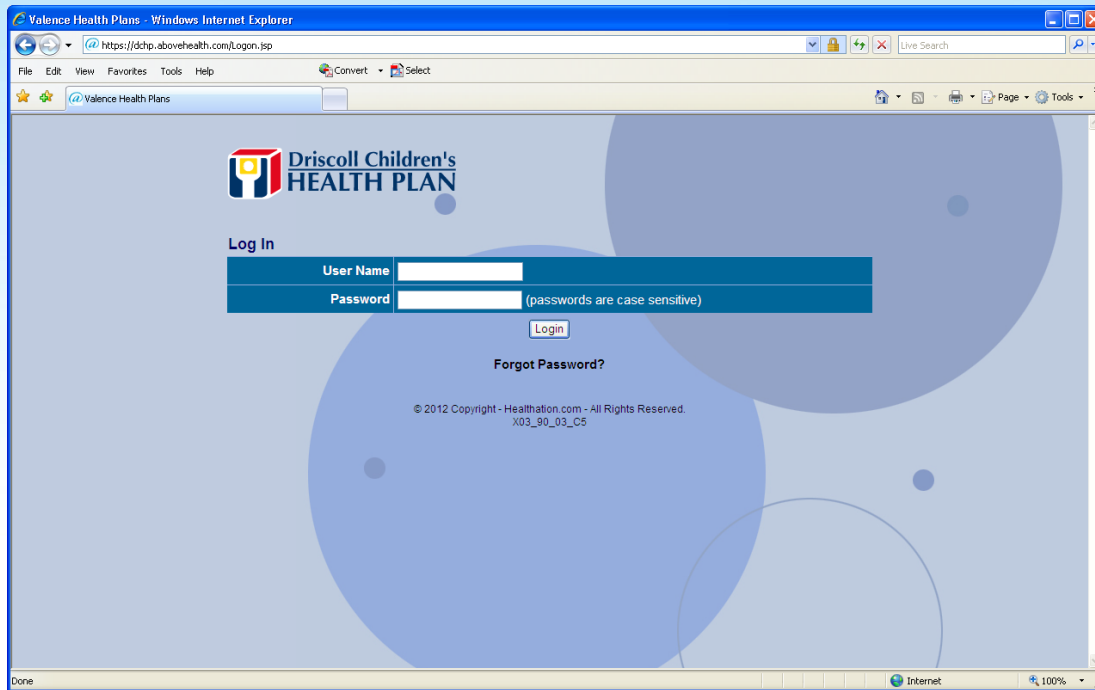 Valence Health Plans - Windows Internet Explorer
https://dchp.abovehealth.com/Logon.jsp
Live Search
File Edit View Favorites Tools Help
Convert Select
Valence Health Plans
Page Tools
Driscoll Children's
HEALTH PLAN
Log In
User Name
Password (passwords are case sensitive)
Login
Forgot Password?
© 2012 Copyright - Healthation.com - All Rights Reserved.
X03_90_03_C5
Done Internet 100%